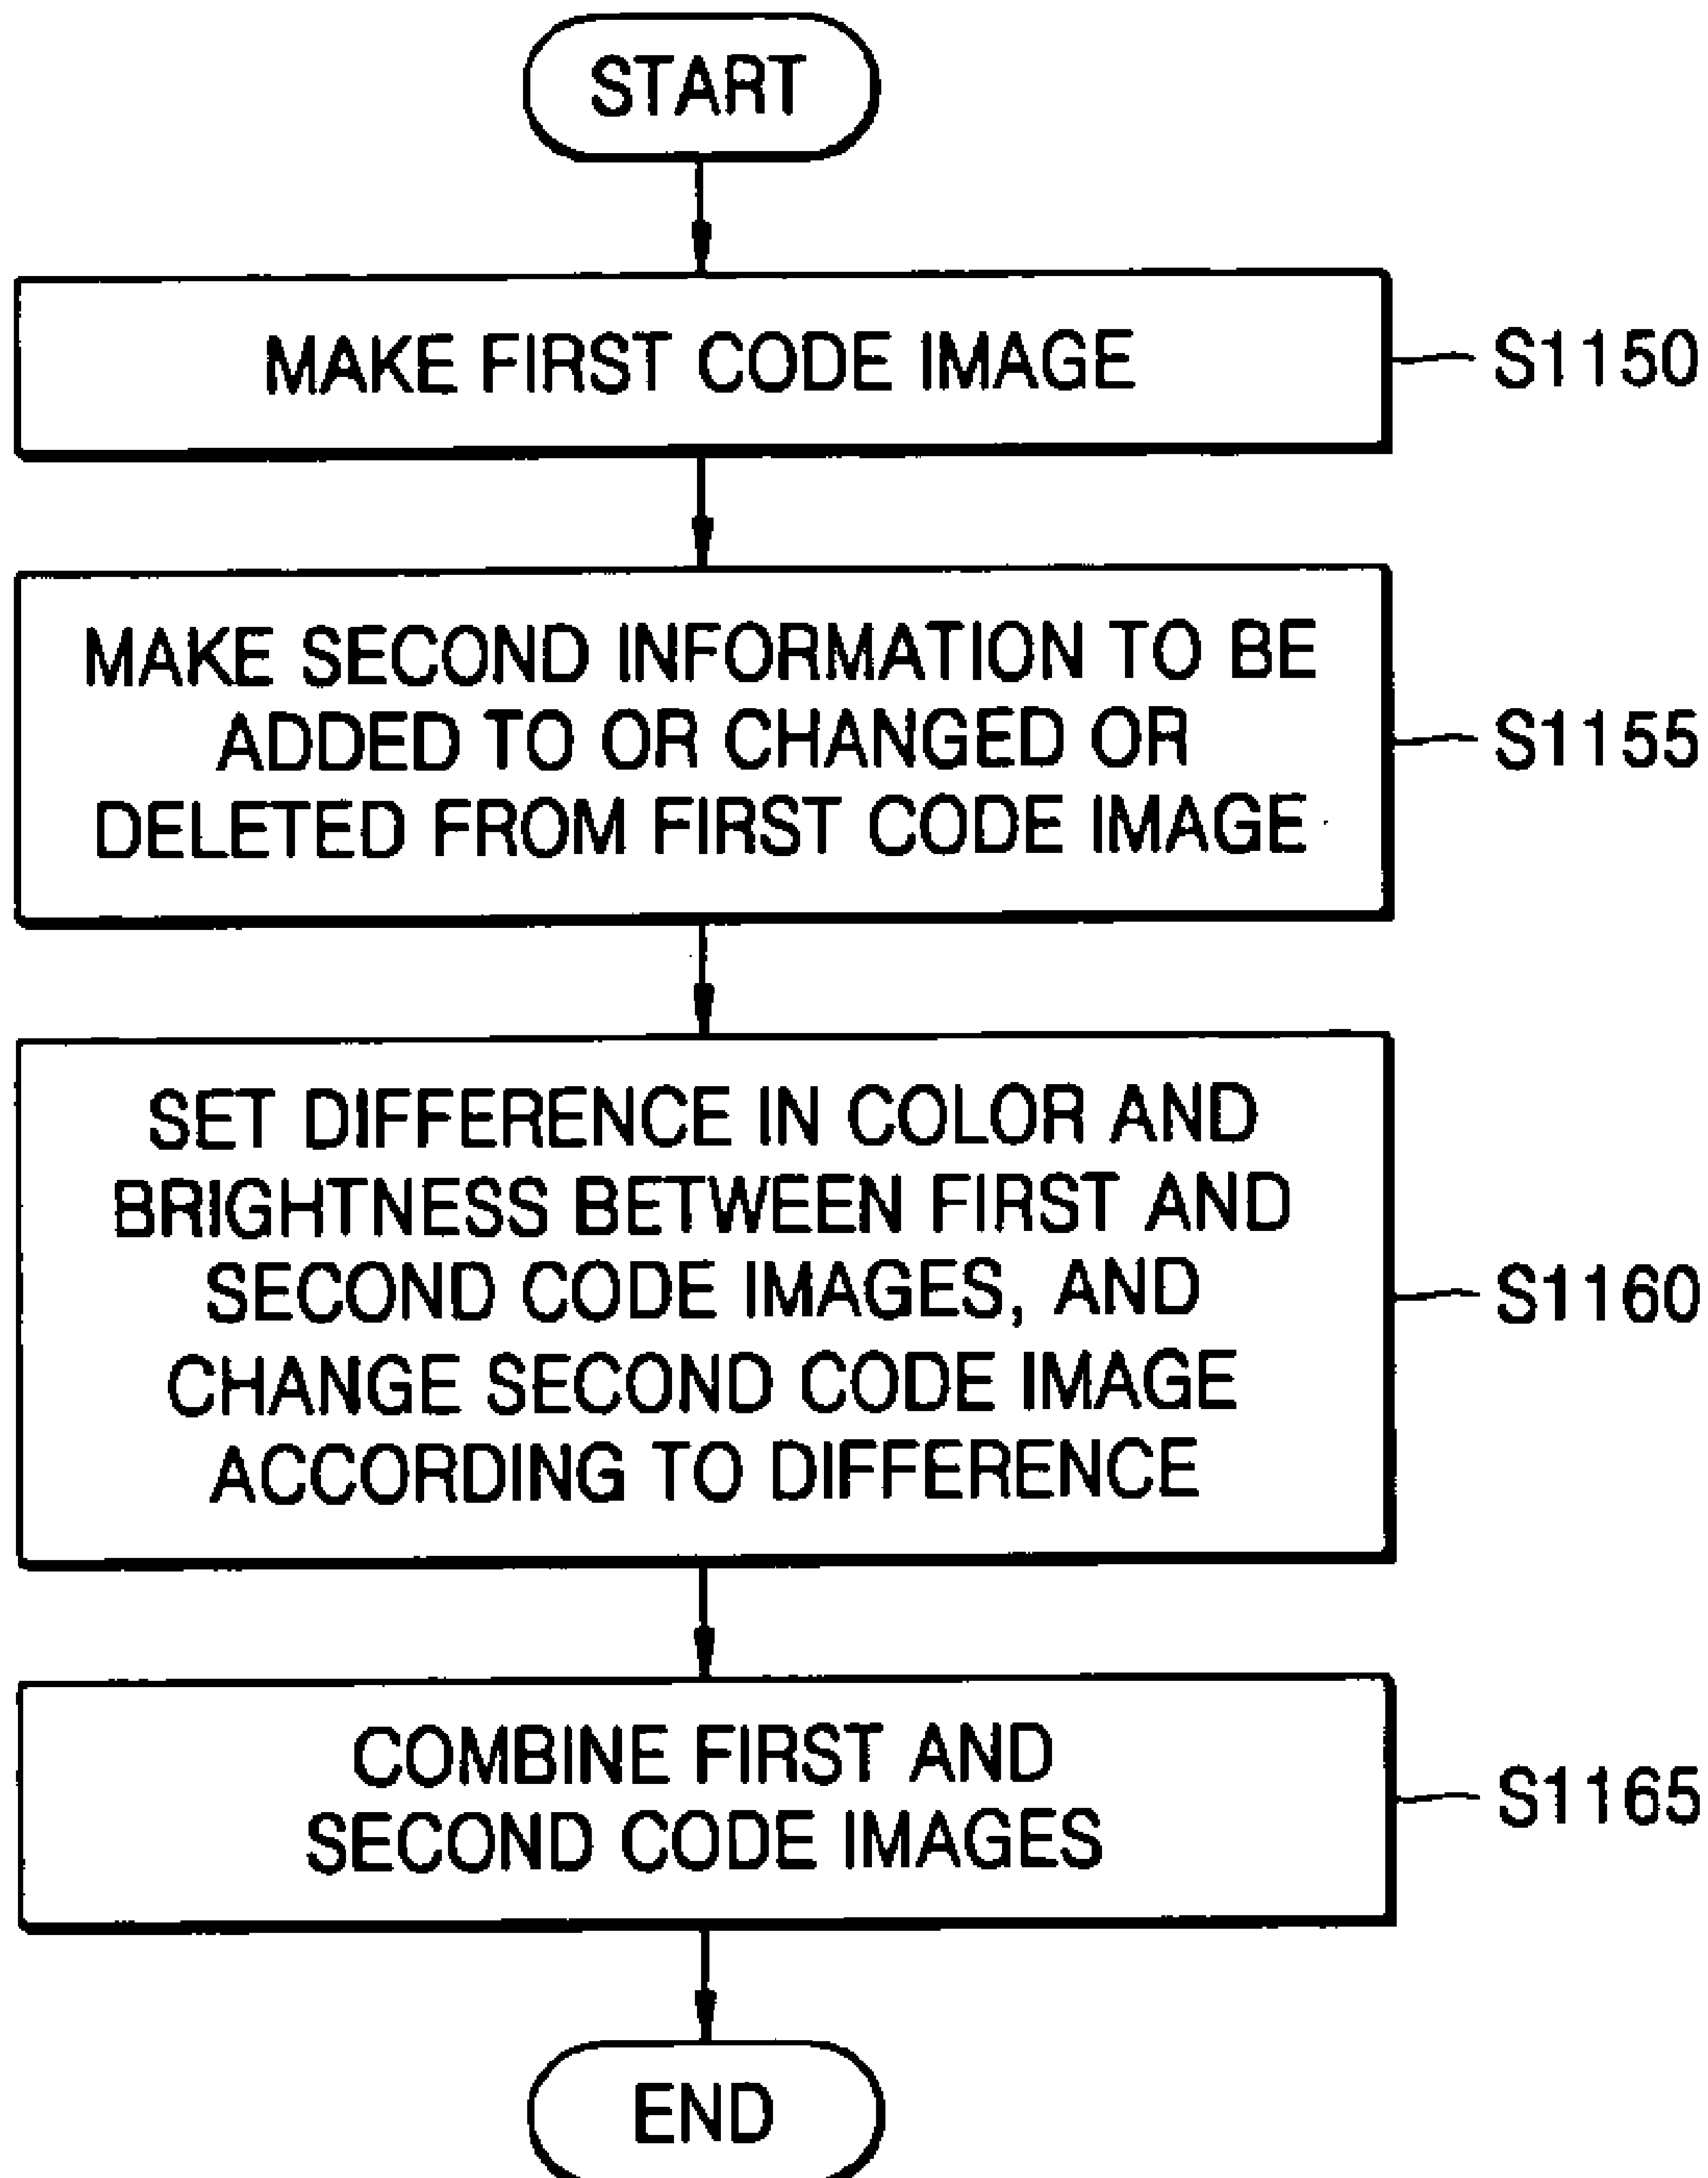 START
MAKE FIRST CODE IMAGE
S1150
MAKE SECOND INFORMATION TO BE
ADDED TO OR CHANGED OR
DELETED FROM FIRST CODE IMAGE
S1155
SET DIFFERENCE IN COLOR AND
BRIGHTNESS BETWEEN FIRST AND
SECOND CODE IMAGES, AND
CHANGE SECOND CODE IMAGE
ACCORDING TO DIFFERENCE
S1160
COMBINE FIRST AND
SECOND CODE IMAGES
S1165
END